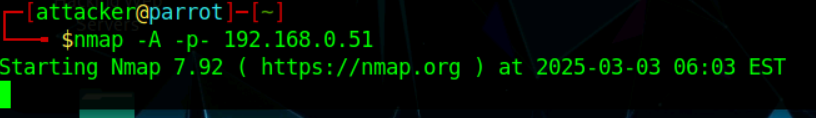 [attacker@parrot]-[~]
$nmap -A -p- 192.168.0.51
Starting Nmap 7.92 ( https://nmap.org ) at 2025-03-03 06:03 EST